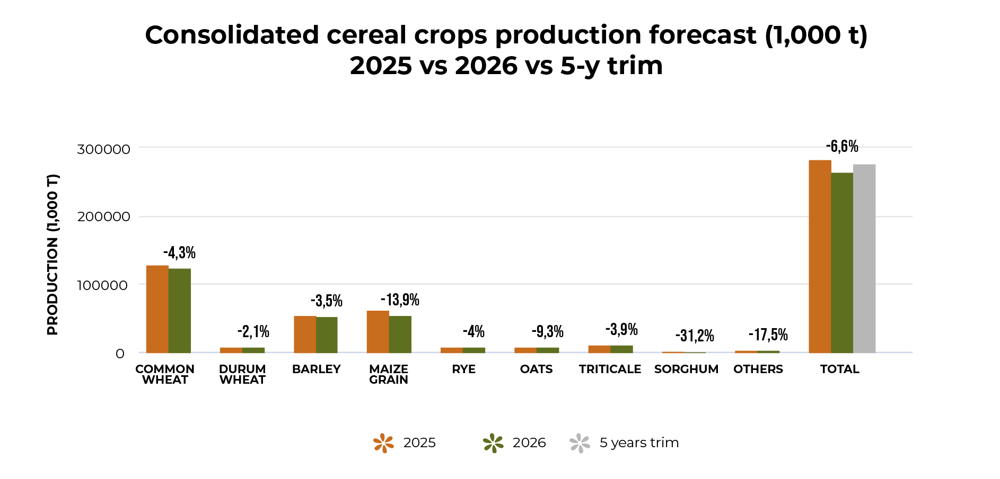 Consolidated cereal crops production forecast (1,000 t)
2025 vs 2026 vs 5-y trim
PRODUCTION (1,000 T)
300000
200000
100000
0
-4,3%
-2,1%
-3,5%
-13,9%
-4%
-9,3%
-3,9%
-31,2%
-17,5%
-6,6%
COMMON
WHEAT
DURUM
WHEAT
BARLEY
MAIZE
GRAIN
RYE
OATS
TRITICALE
SORGHUM
OTHERS
TOTAL
2025
2026
5 years trim